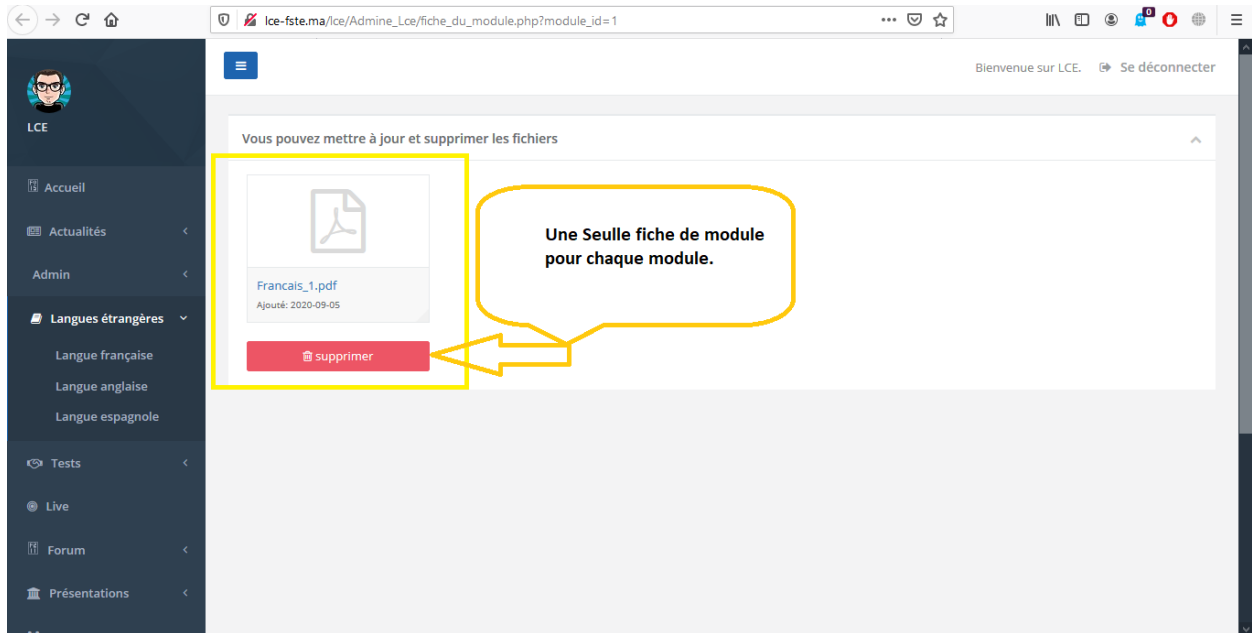 lce-fste.ma/lce/Admine_Lce/fiche_du_module.php?module_id=1
0
Bienvenue sur LCE.
Se déconnecter
LCE
Vous pouvez mettre à jour et supprimer les fichiers
Accueil
Actualités
Admin
Langues étrangères
Langue française
Langue anglaise
Langue espagnole
Tests
Live
Forum
Présentations
Francais_1.pdf
Ajouté: 2020-09-05
supprimer
Une Seulle fiche de module
pour chaque module.